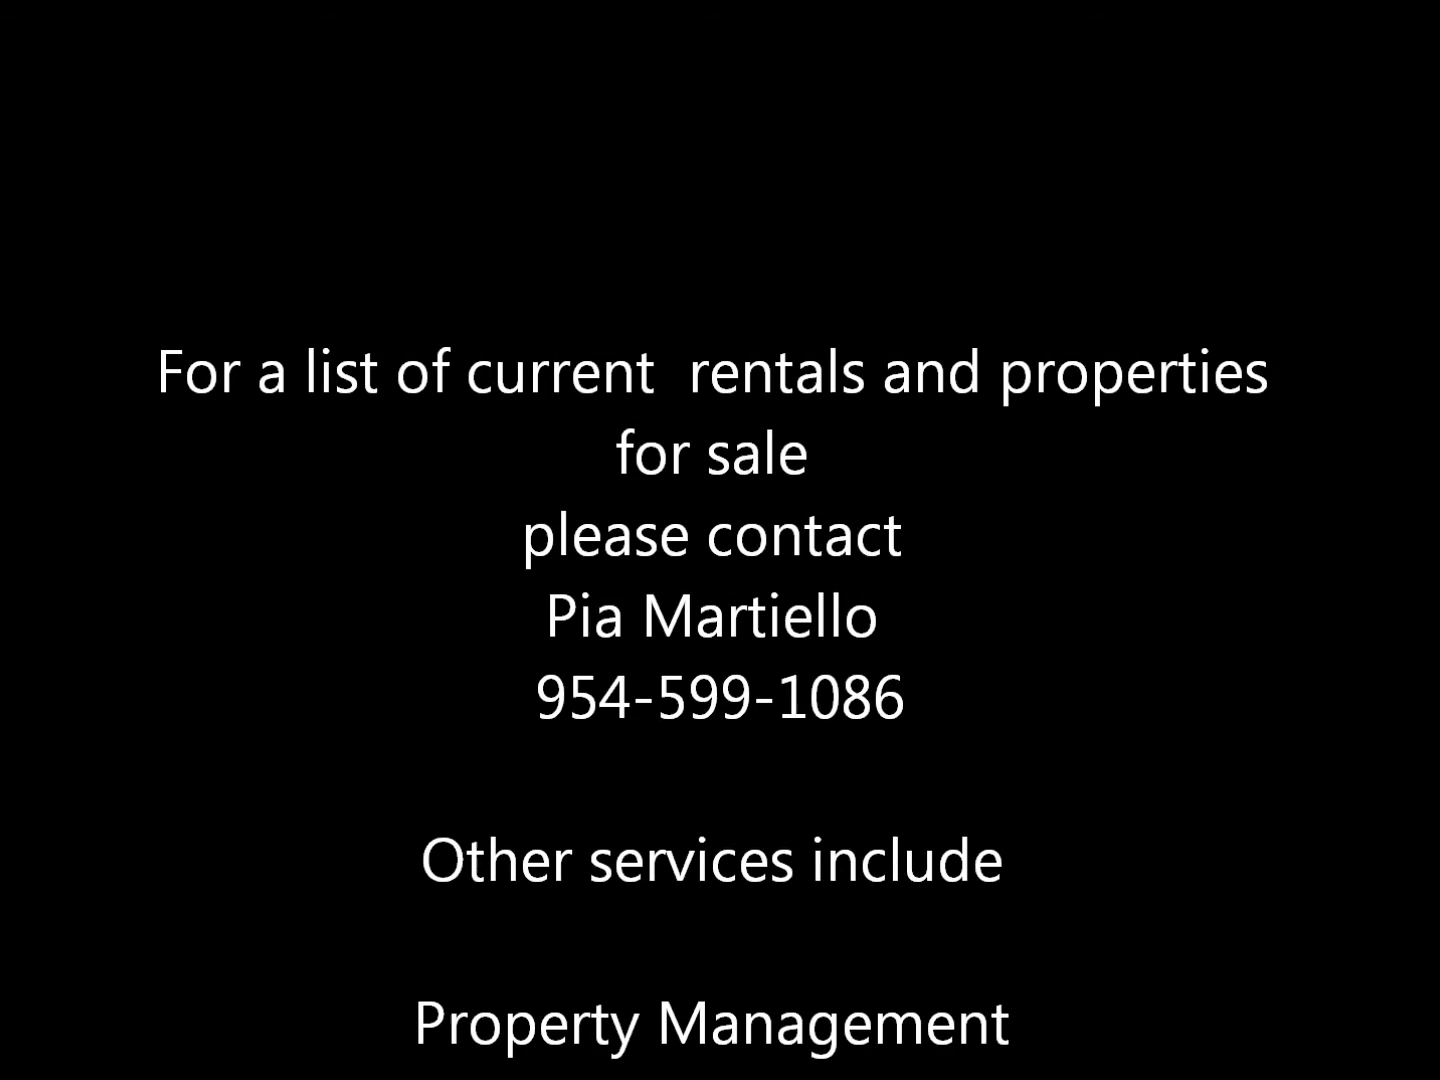 For a list of current  rentals and properties
for sale
please contact
Pia Martiello
954-599-1086
Other services include
Property Management